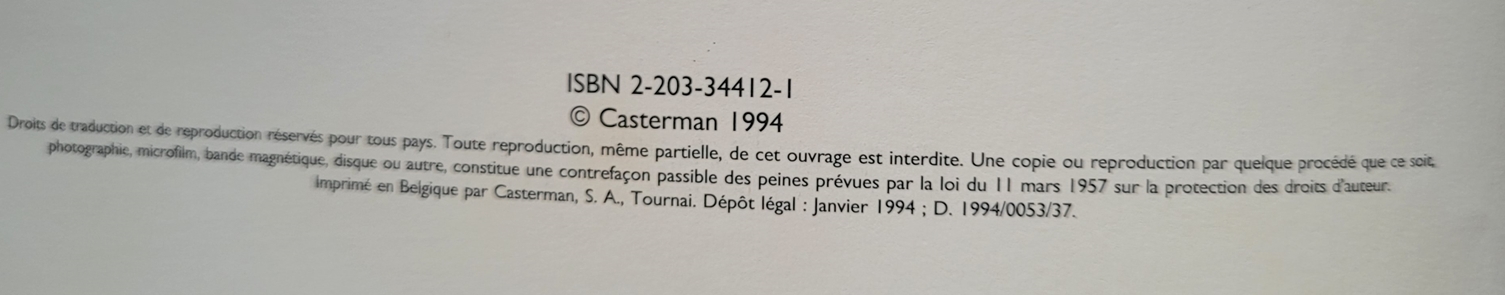 ISBN 2-203-34412-1
© Casterman 1994
Droits de traduction et de reproduction réservés pour tous pays. Toute reproduction, même partielle, de cet ouvrage est interdite. Une copie ou reproduction par quelque procédé que ce soit,
photographie, microfilm, bande magnétique, disque ou autre, constitue une contrefaçon passible des peines prévues par la loi du 11 mars 1957 sur la protection des droits d'auteur.
Imprimé en Belgique par Casterman, S. A., Tournai. Dépôt légal : Janvier 1994 ; D. 1994/0053/37.